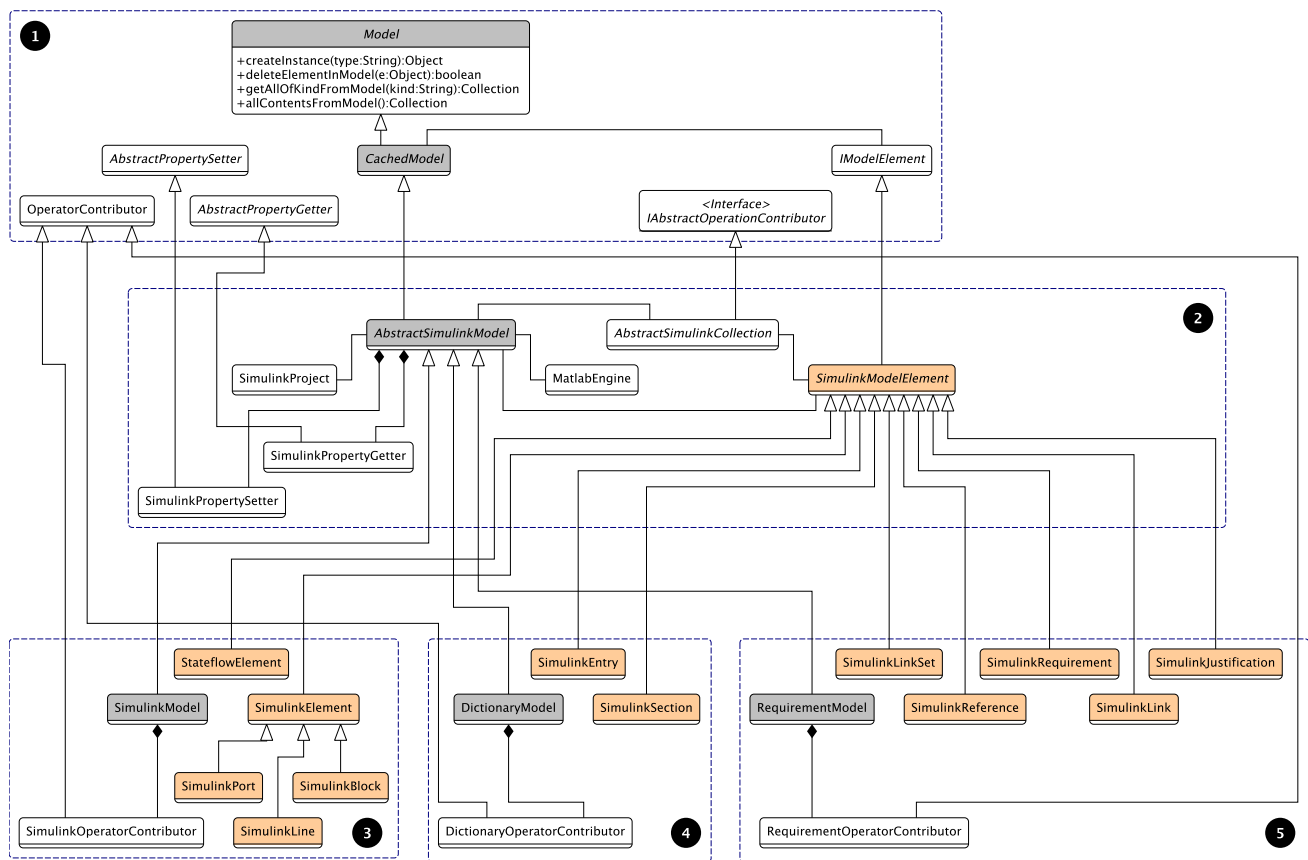 1
Model
+createInstance(type:String):Object
+deleteElementInModel(e:Object):boolean
+getAllOfKindFromModel(kind:String):Collection
+allContentsFromModel():Collection
AbstractPropertySetter
CachedModel
IModelElement
OperatorContributor
AbstractPropertyGetter
<Interface>
IAbstractOperationContributor
2
AbstractSimulinkModel
AbstractSimulinkCollection
SimulinkProject
MatlabEngine
SimulinkModelElement
SimulinkPropertyGetter
SimulinkPropertySetter
StateflowElement
SimulinkModel
SimulinkElement
SimulinkPort
SimulinkBlock
SimulinkOperatorContributor
SimulinkLine
3
SimulinkEntry
DictionaryModel
SimulinkSection
DictionaryOperatorContributor
4
SimulinkLinkSet
SimulinkRequirement
SimulinkJustification
RequirementModel
SimulinkReference
SimulinkLink
RequirementOperatorContributor
5